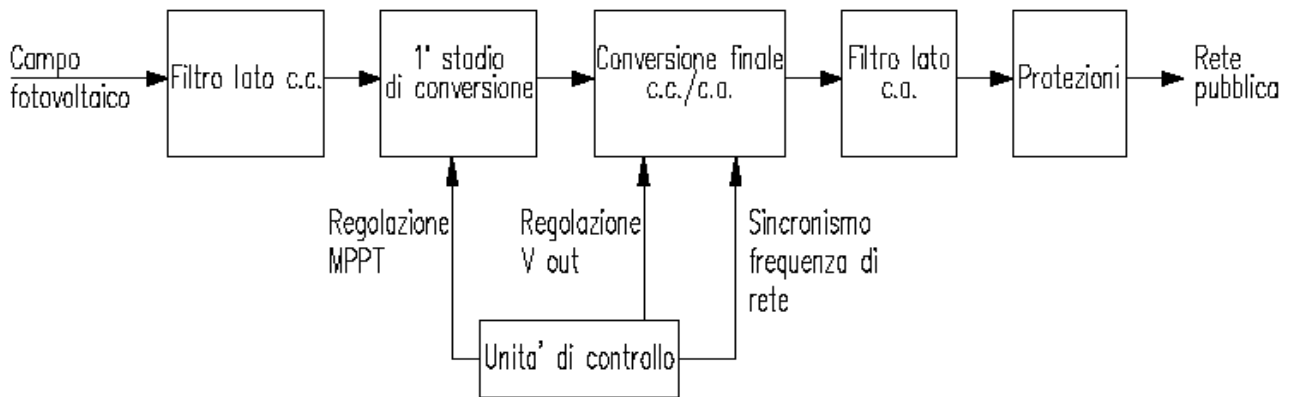 Campo
fotovoltaico
Filtro lato c.c.
1° stadio
di conversione
Conversione finale
c.c./c.a.
Filtro lato
c.a.
Protezioni
Rete
pubblica
Regolazione
MPPT
Regolazione
V out
Sincronismo
frequenza di
rete
Unita' di controllo